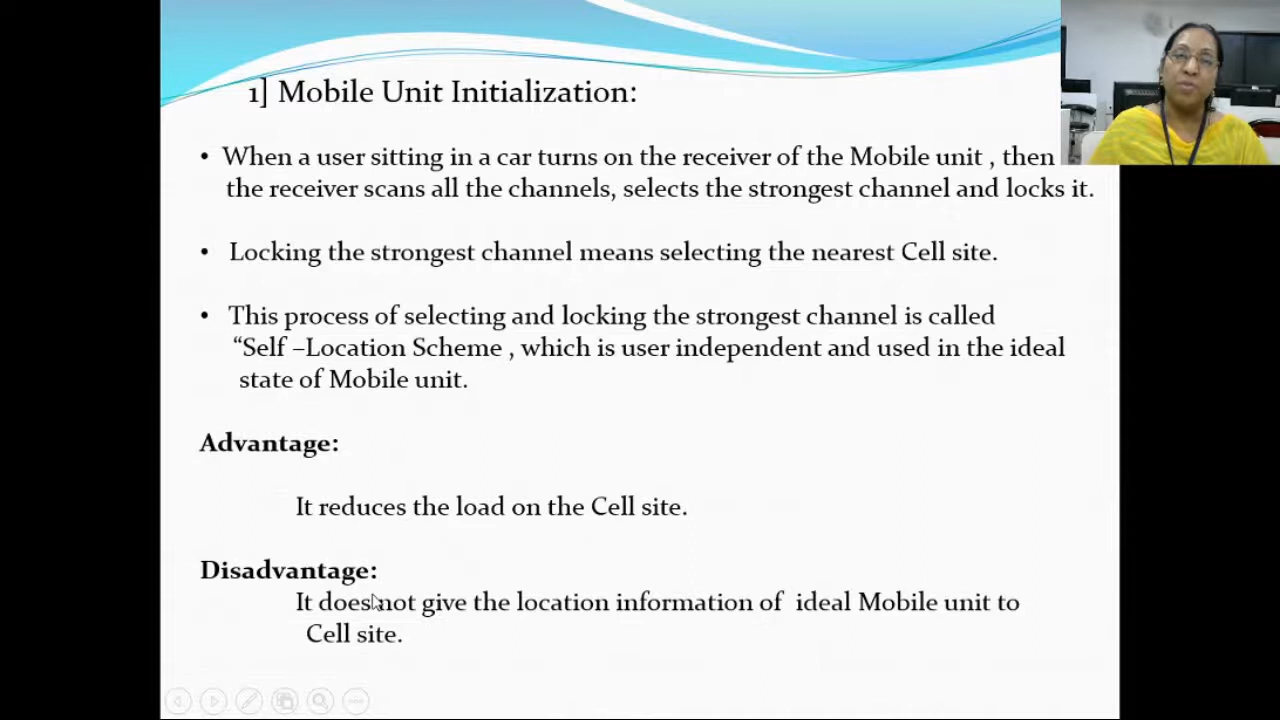 1] Mobile Unit Initialization:
• When a user sitting in a car turns on the receiver of the Mobile unit , then
the receiver scans all the channels, selects the strongest channel and locks it.
• Locking the strongest channel means selecting the nearest Cell site.
• This process of selecting and locking the strongest channel is called
“Self –Location Scheme , which is user independent and used in the ideal
state of Mobile unit.
Advantage:
It reduces the load on the Cell site.
Disadvantage:
It does not give the location information of ideal Mobile unit to
Cell site.